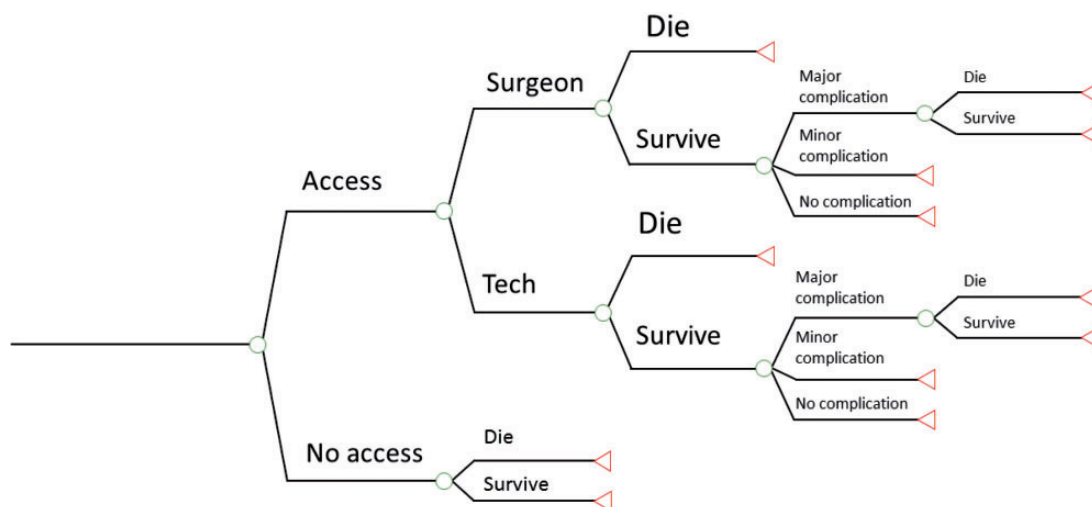 Die
Surgeon
Major
complication
Die
Survive
Survive
Minor
complication
No complication
Access
Die
Tech
Major
complication
Die
Survive
Survive
Minor
complication
No complication
No access
Die
Survive